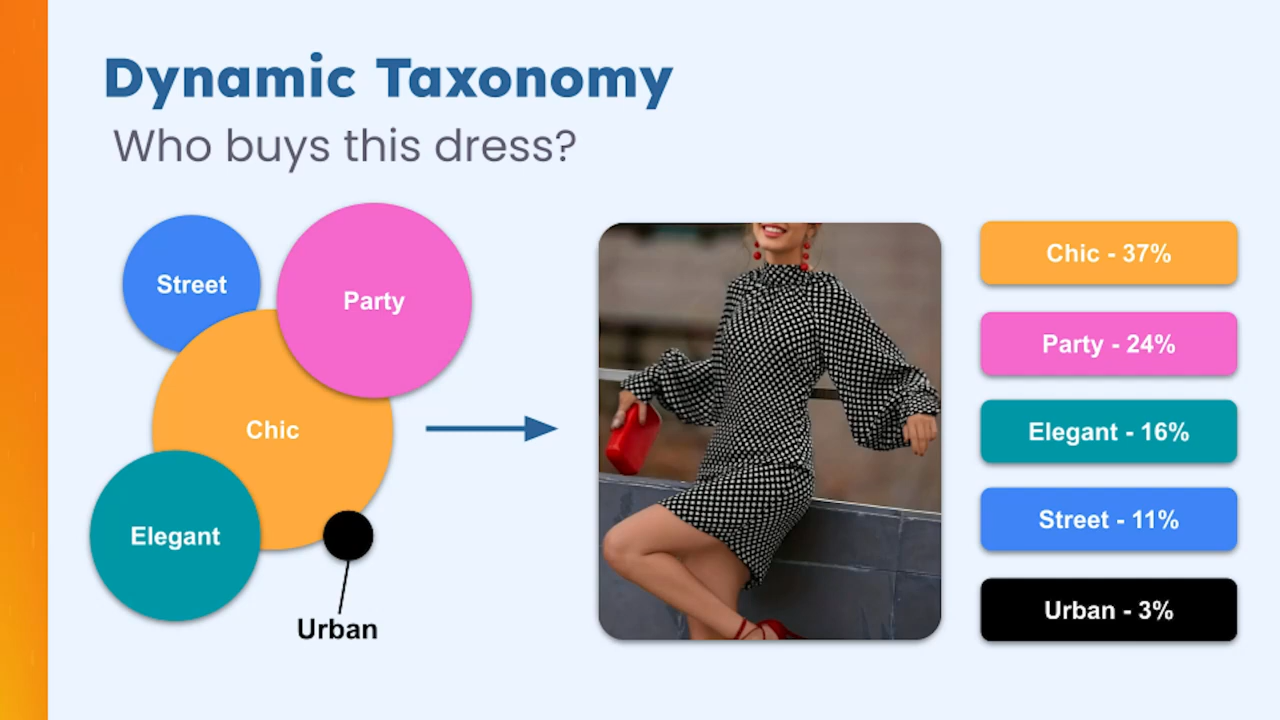 Dynamic Taxonomy
Who buys this dress?
Street
Party
Chic
Elegant
Urban
Chic - 37%
Party - 24%
Elegant - 16%
Street - 11%
Urban - 3%